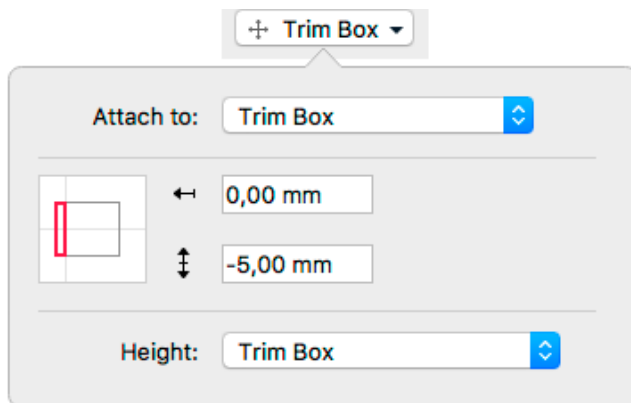 Trim Box
Attach to: Trim Box
0,00 mm
-5,00 mm
Height: Trim Box